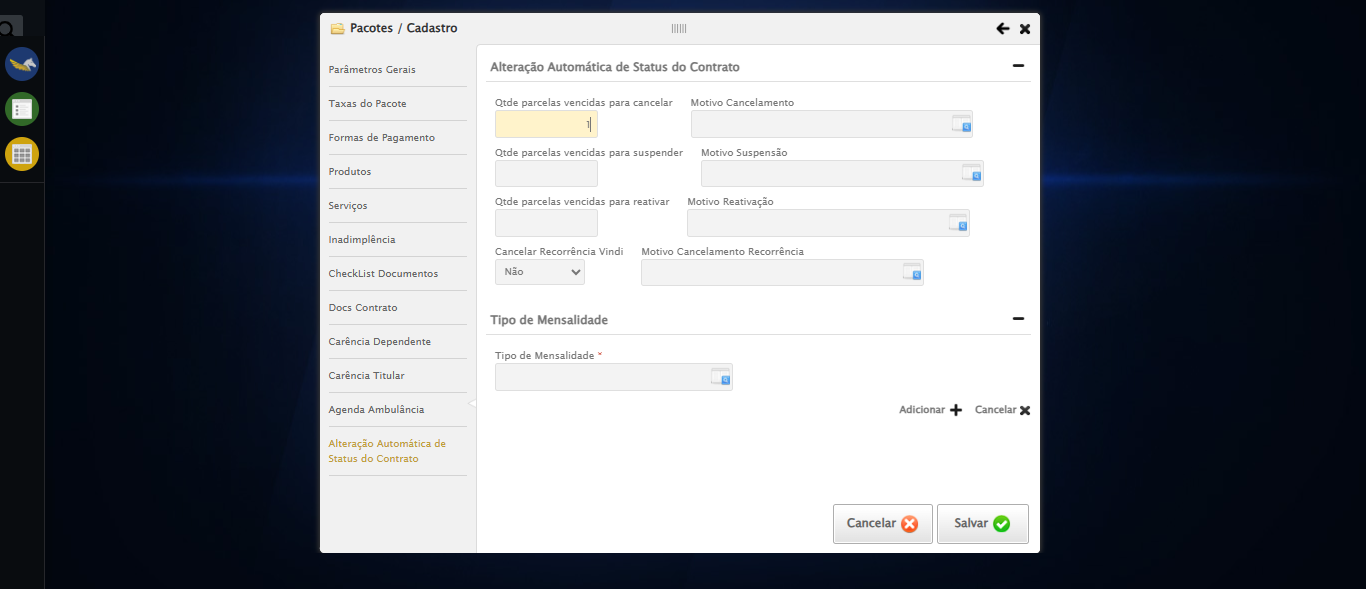 Pacotes / Cadastro
Parâmetros Gerais
Taxas do Pacote
Formas de Pagamento
Produtos
Serviços
Inadimplência
CheckList Documentos
Docs Contrato
Carência Dependente
Carência Titular
Agenda Ambulância
Alteração Automática de
Status do Contrato
Alteração Automática de Status do Contrato
Qtde parcelas vencidas para cancelar Motivo Cancelamento
1
Qtde parcelas vencidas para suspender Motivo Suspensão
Qtde parcelas vencidas para reativar Motivo Reativação
Cancelar Recorrência Vindi Motivo Cancelamento Recorrência
Não
Tipo de Mensalidade
Tipo de Mensalidade *
Adicionar Cancelar
Cancelar Salvar